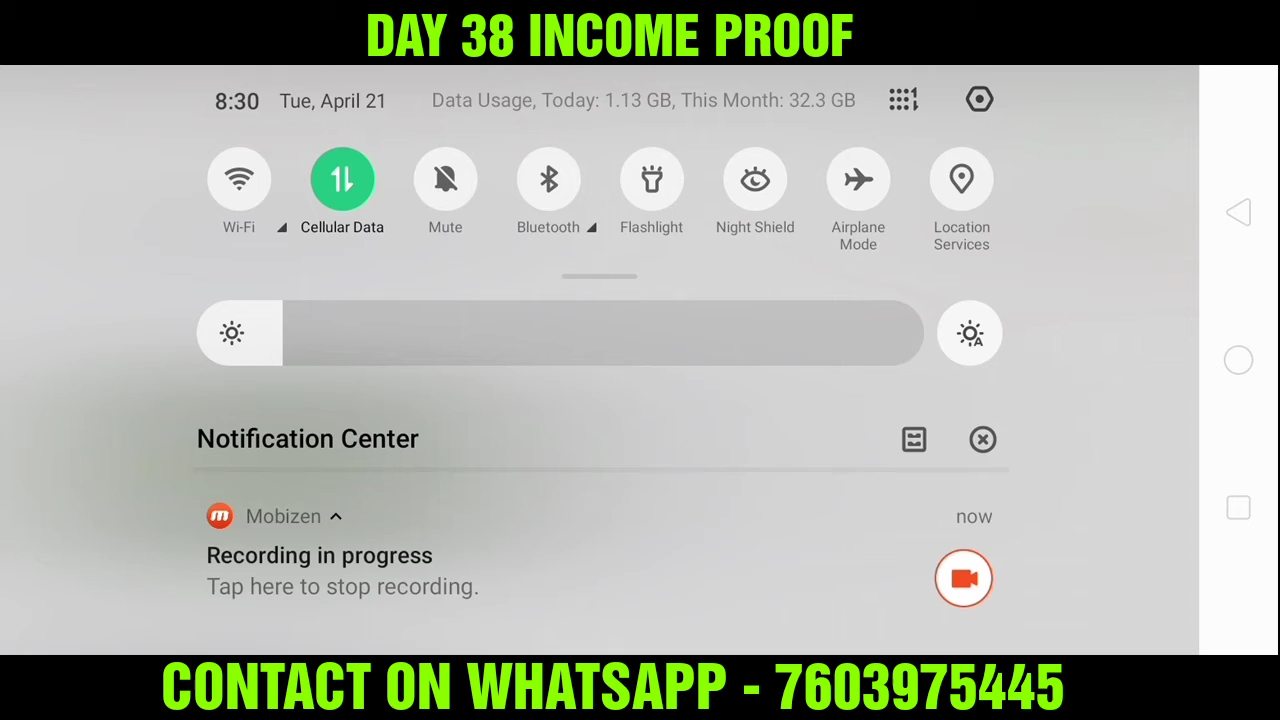 DAY 38 INCOME PROOF
8:30 Tue, April 21 Data Usage, Today: 1.13 GB, This Month: 32.3 GB
Wi-Fi Cellular Data Mute Bluetooth Flashlight Night Shield Airplane Mode Location Services
Notification Center
Mobizen now
Recording in progress
Tap here to stop recording.
CONTACT ON WHATSAPP - 7603975445